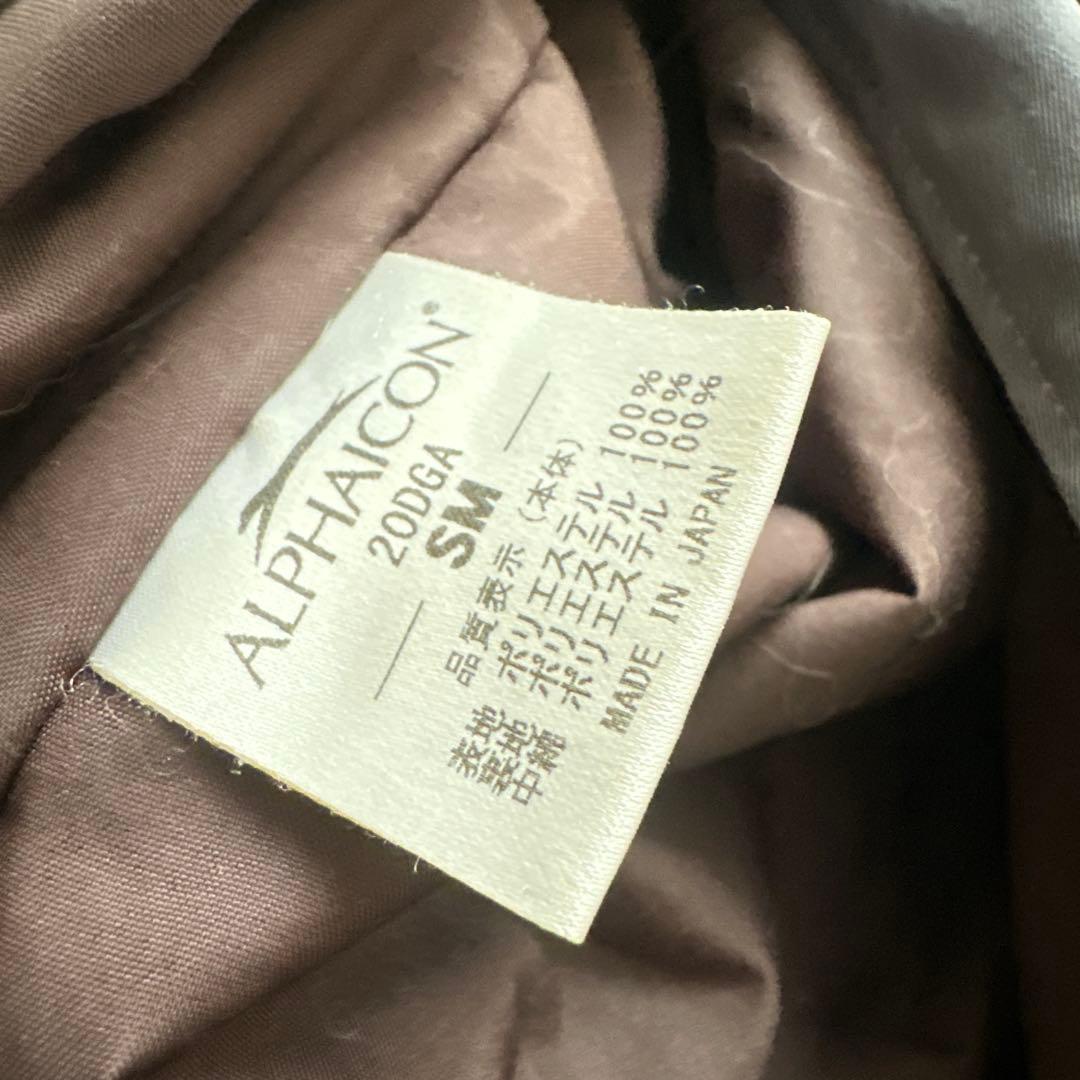 ALPHAICON®
20DGA
SM
品質表示 (本体)
表地 ポリエステル 100%
裏地 ポリエステル 100%
中綿 ポリエステル 100%
MADE IN JAPAN